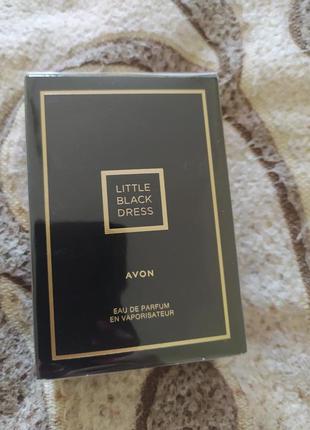 LITTLE
BLACK
DRESS
AVON
EAU DE PARFUM
EN VAPORISATEUR